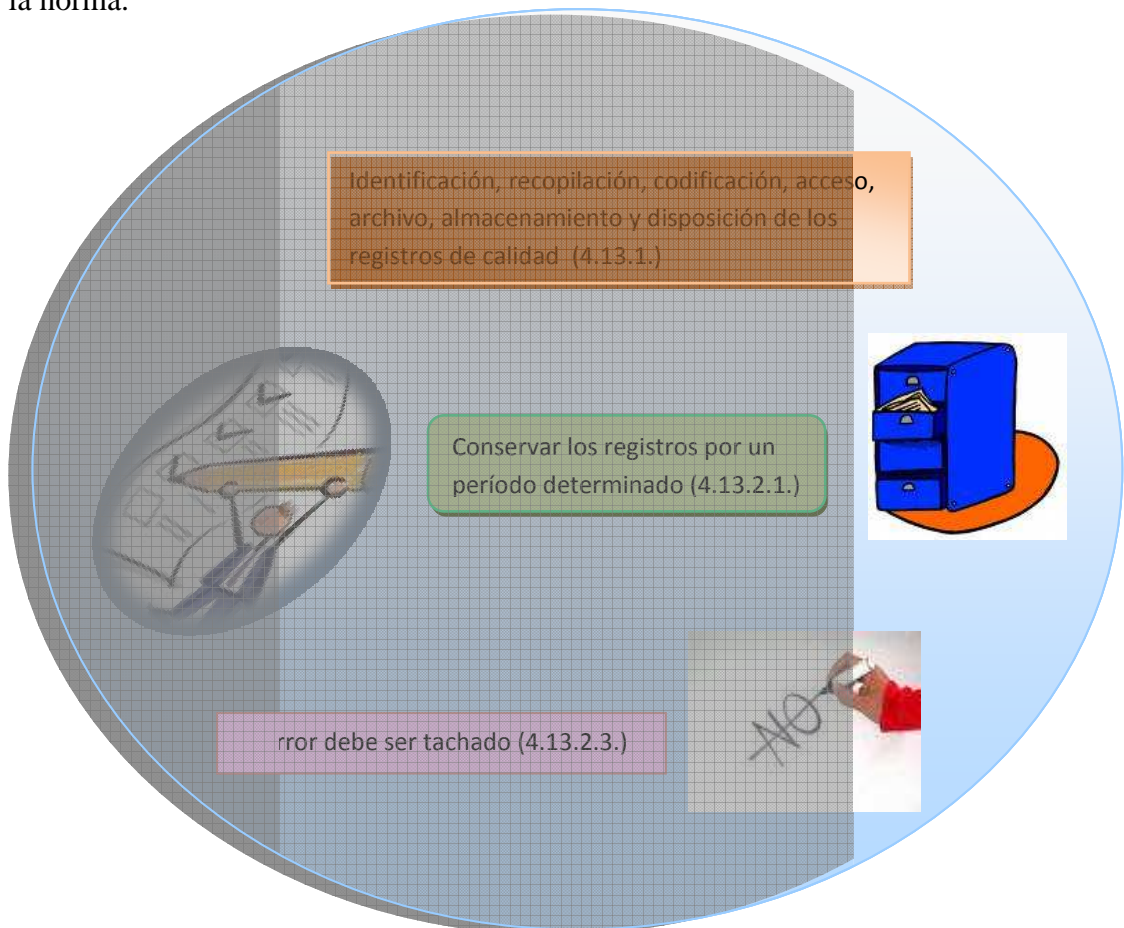 la norma.
Identificación, recopilación, codificación, acceso,
archivo, almacenamiento y disposición de los
registros de calidad (4.13.1.)
Conservar los registros por un
período determinado (4.13.2.1.)
rror debe ser tachado (4.13.2.3.)
NO